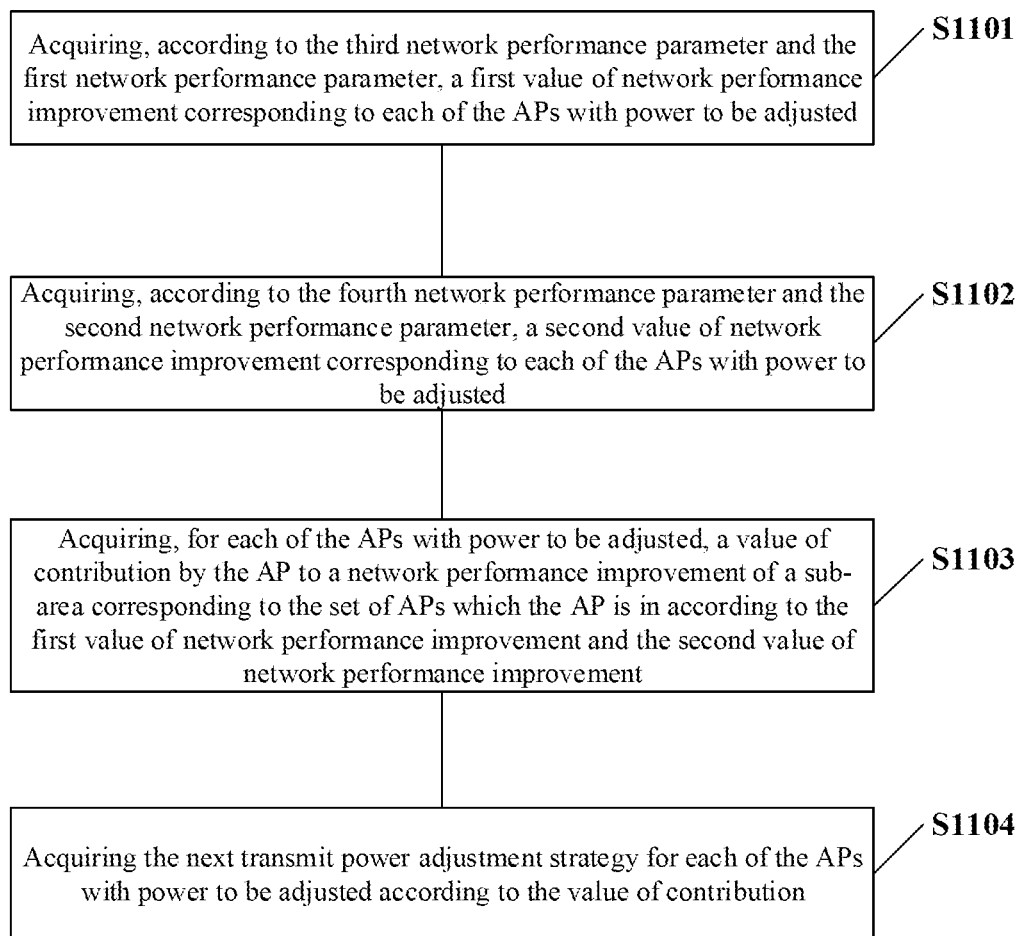 Acquiring, according to the third network performance parameter and the
first network performance parameter, a first value of network performance
improvement corresponding to each of the APs with power to be adjusted
S1101
Acquiring, according to the fourth network performance parameter and the
second network performance parameter, a second value of network
performance improvement corresponding to each of the APs with power to
be adjusted
S1102
Acquiring, for each of the APs with power to be adjusted, a value of
contribution by the AP to a network performance improvement of a sub-
area corresponding to the set of APs which the AP is in according to the
first value of network performance improvement and the second value of
network performance improvement
S1103
Acquiring the next transmit power adjustment strategy for each of the APs
with power to be adjusted according to the value of contribution
S1104